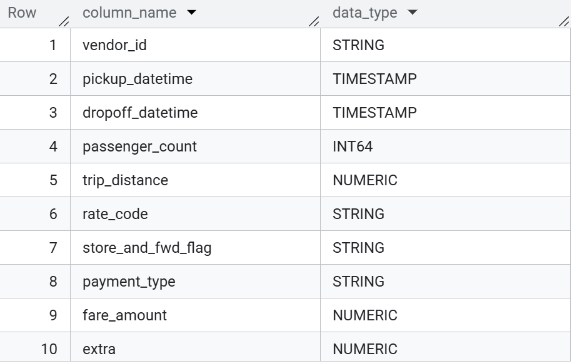 Row column_name data_type
1 vendor_id STRING
2 pickup_datetime TIMESTAMP
3 dropoff_datetime TIMESTAMP
4 passenger_count INT64
5 trip_distance NUMERIC
6 rate_code STRING
7 store_and_fwd_flag STRING
8 payment_type STRING
9 fare_amount NUMERIC
10 extra NUMERIC